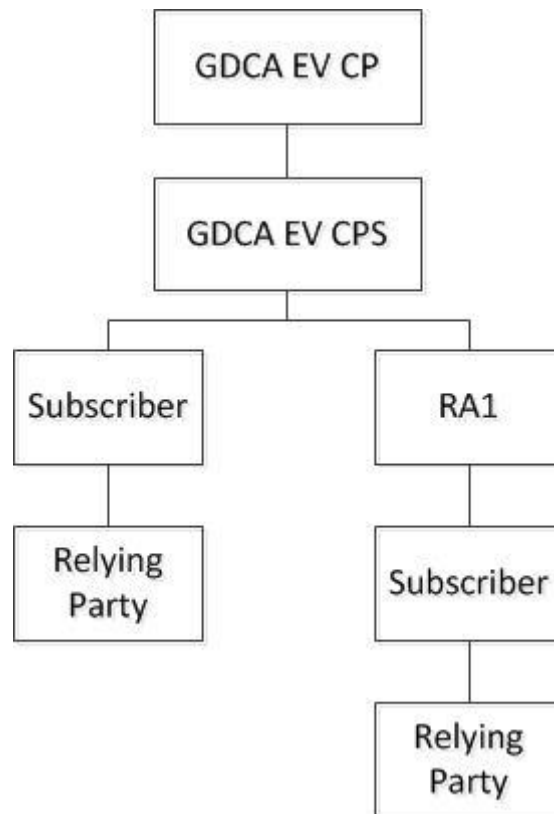 GDCA EV CP
GDCA EV CPS
Subscriber
RA1
Relying
Party
Subscriber
Relying
Party